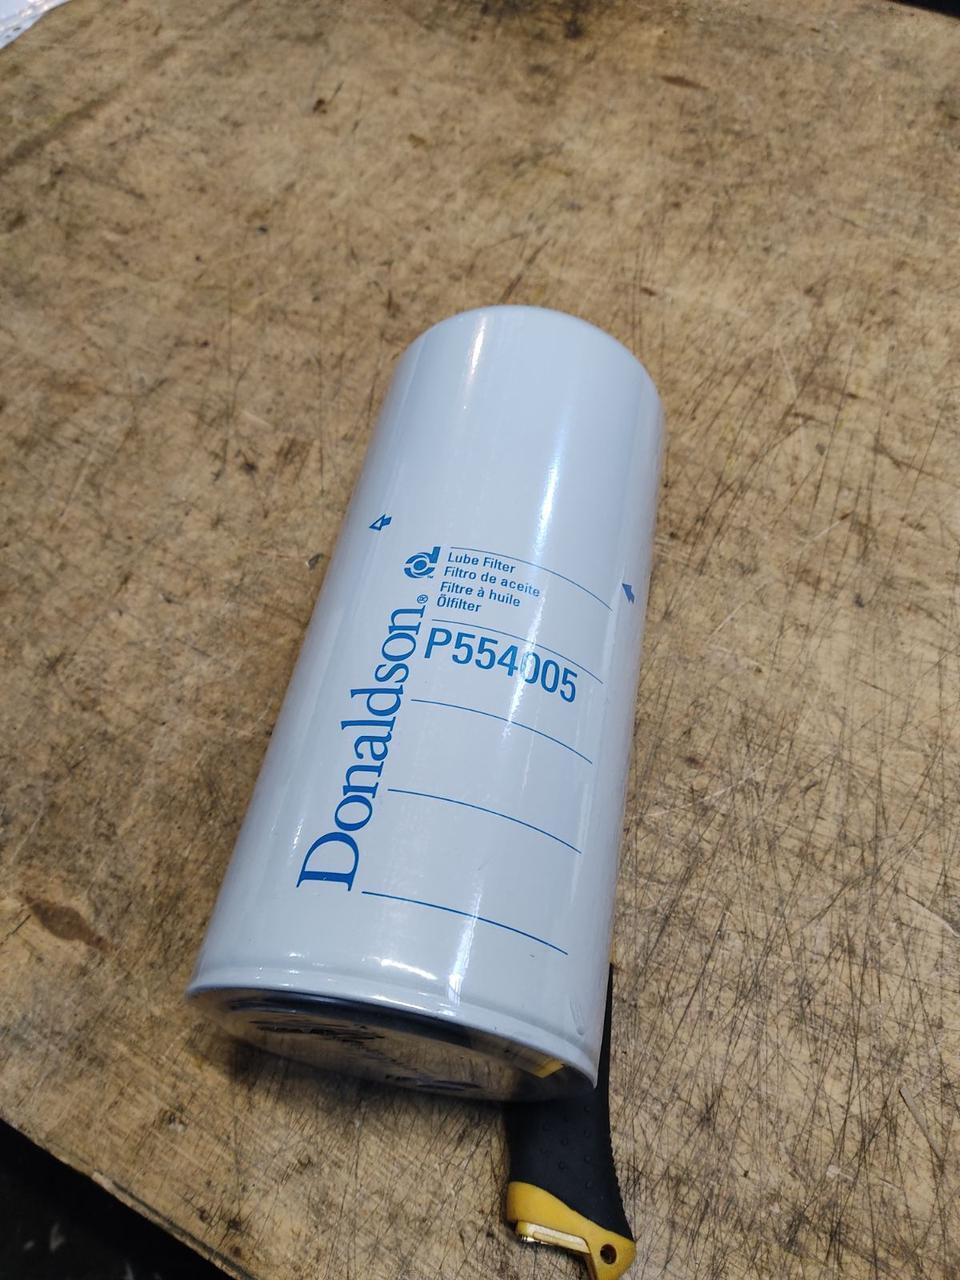 Donaldson®
Lube Filter
Filtro de aceite
Filtre à huile
Ölfilter
P554005